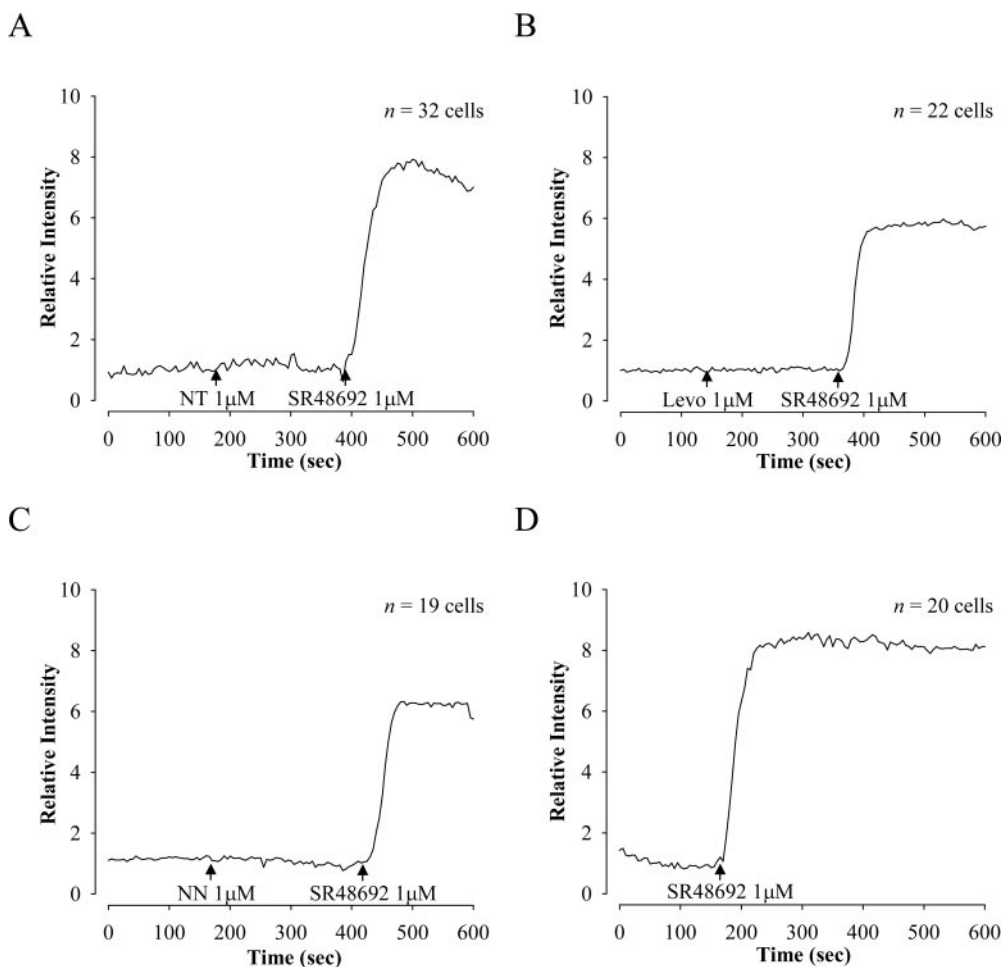 A
n = 32 cells
Relative Intensity
10
8
6
4
2
0
NT 1μM
SR48692 1μM
0 100 200 300 400 500 600
Time (sec)
B
n = 22 cells
Relative Intensity
10
8
6
4
2
0
Levo 1μM
SR48692 1μM
0 100 200 300 400 500 600
Time (sec)
C
n = 19 cells
Relative Intensity
10
8
6
4
2
0
NN 1μM
SR48692 1μM
0 100 200 300 400 500 600
Time (sec)
D
n = 20 cells
Relative Intensity
10
8
6
4
2
0
SR48692 1μM
0 100 200 300 400 500 600
Time (sec)